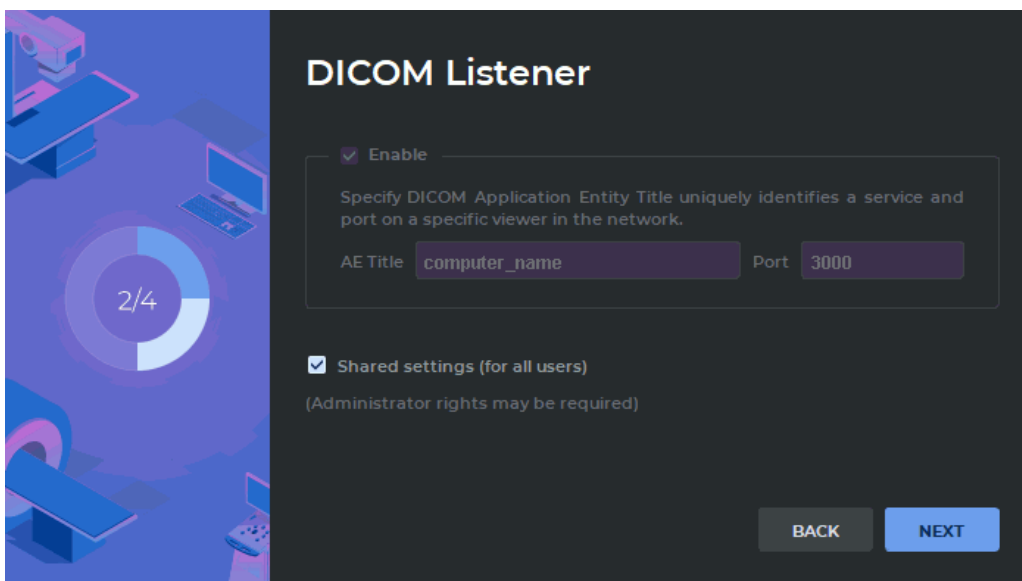 DICOM Listener
Enable
Specify DICOM Application Entity Title uniquely identifies a service and
port on a specific viewer in the network.
AE Title computer_name Port 3000
2/4
Shared settings (for all users)
(Administrator rights may be required)
BACK NEXT